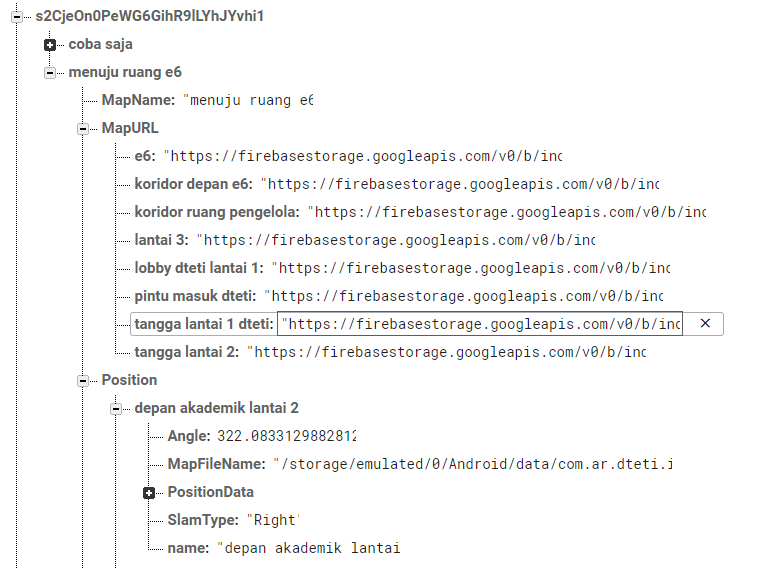 s2CjeOn0PeWG6GihR9lLYhJYvhi1
coba saja
menuju ruang e6
MapName: "menuju ruang e6
MapURL
e6: "https://firebasestorage.googleapis.com/v0/b/inc
koridor depan e6: "https://firebasestorage.googleapis.com/v0/b/inc
koridor ruang pengelola: "https://firebasestorage.googleapis.com/v0/b/inc
lantai 3: "https://firebasestorage.googleapis.com/v0/b/inc
lobby dteti lantai 1: "https://firebasestorage.googleapis.com/v0/b/inc
pintu masuk dteti: "https://firebasestorage.googleapis.com/v0/b/inc
tangga lantai 1 dteti: "https://firebasestorage.googleapis.com/v0/b/inc
tangga lantai 2: "https://firebasestorage.googleapis.com/v0/b/inc
Position
depan akademik lantai 2
Angle: 322.0833129882812
MapFileName: "/storage/emulated/0/Android/data/com.ar.dteti.i
PositionData
SlamType: "Right"
name: "depan akademik lantai